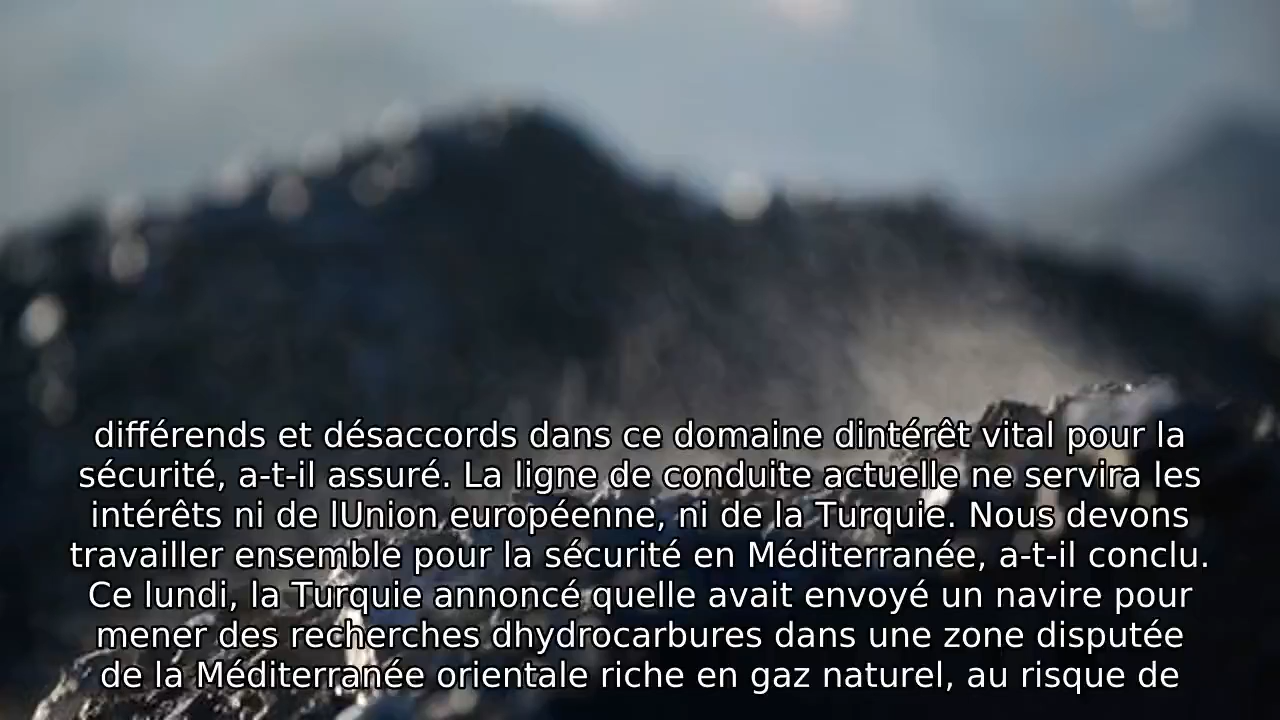 différends et désaccords dans ce domaine dintérêt vital pour la
sécurité, a-t-il assuré. La ligne de conduite actuelle ne servira les
intérêts ni de lUnion européenne, ni de la Turquie. Nous devons
travailler ensemble pour la sécurité en Méditerranée, a-t-il conclu.
Ce lundi, la Turquie annoncé quelle avait envoyé un navire pour
mener des recherches dhydrocarbures dans une zone disputée
de la Méditerranée orientale riche en gaz naturel, au risque de